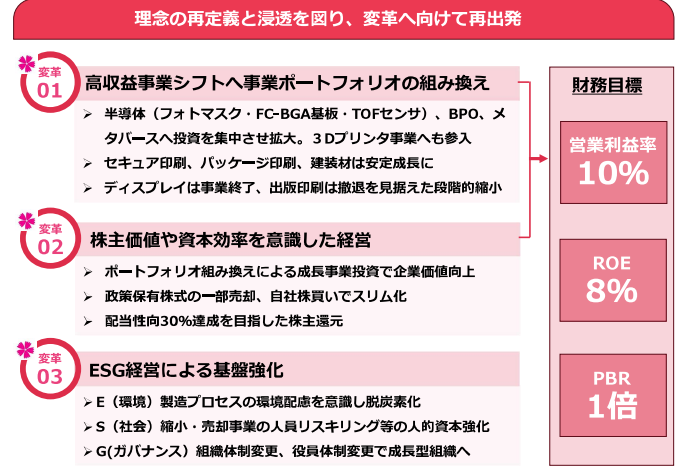 理念の再定義と浸透を図り、変革へ向けて再出発
変革
01
高収益事業シフトへ事業ポートフォリオの組み換え
➢ 半導体（フォトマスク・FC-BGA基板・TOFセンサ）、BPO、メ
タバースへ投資を集中させ拡大。３Dプリンタ事業へも参入
➢ セキュア印刷、パッケージ印刷、建装材は安定成長に
➢ ディスプレイは事業終了、出版印刷は撤退を見据えた段階的縮小
変革
02
株主価値や資本効率を意識した経営
➢ ポートフォリオ組み換えによる成長事業投資で企業価値向上
➢ 政策保有株式の一部売却、自社株買いでスリム化
➢ 配当性向30%達成を目指した株主還元
変革
03
ESG経営による基盤強化
➢ E（環境）製造プロセスの環境配慮を意識し脱炭素化
➢ S（社会）縮小・売却事業の人員リスキリング等の人的資本強化
➢ G(ガバナンス）組織体制変更、役員体制変更で成長型組織へ
財務目標
営業利益率
10%
ROE
8%
PBR
1倍